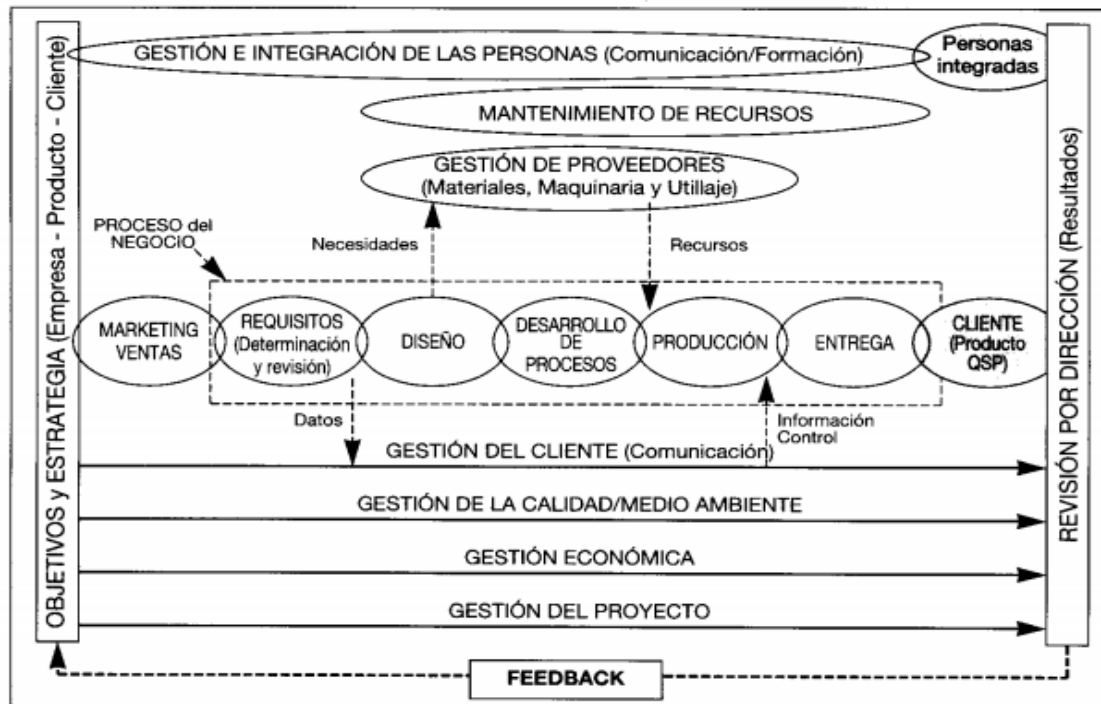 OBJETIVOS y ESTRATEGIA (Empresa - Producto - Cliente)
GESTIÓN E INTEGRACIÓN DE LAS PERSONAS (Comunicación/Formación)
Personas
integradas
MANTENIMIENTO DE RECURSOS
GESTIÓN DE PROVEEDORES
(Materiales, Maquinaria y Utillaje)
PROCESO del
NEGOCIO
Necesidades
Recursos
MARKETING
VENTAS
REQUISITOS
(Determinación
y revisión)
DISEÑO
DESARROLLO
DE
PROCESOS
PRODUCCIÓN
ENTREGA
CLIENTE
(Producto
QSP)
Datos
Información
Control
GESTIÓN DEL CLIENTE (Comunicación)
GESTIÓN DE LA CALIDAD/MEDIO AMBIENTE
GESTIÓN ECONÓMICA
GESTIÓN DEL PROYECTO
REVISIÓN POR DIRECCIÓN (Resultados)
FEEDBACK